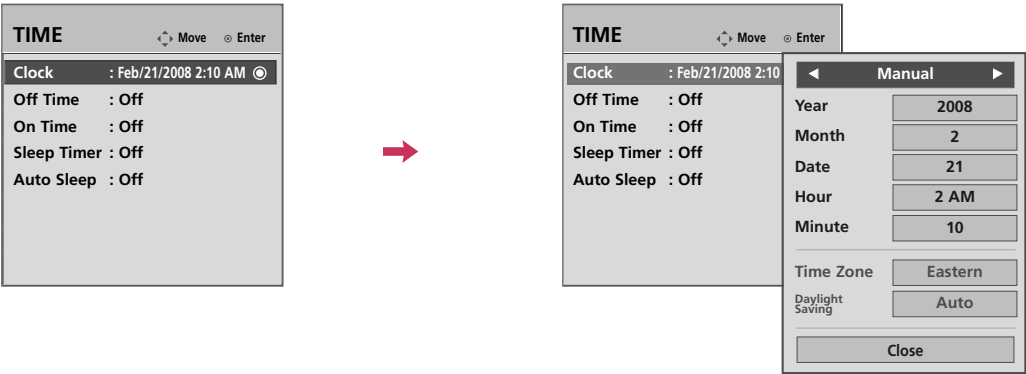 TIME Move Enter
Clock : Feb/21/2008 2:10 AM
Off Time : Off
On Time : Off
Sleep Timer : Off
Auto Sleep : Off
TIME Move Enter
Clock : Feb/21/2008 2:10
Off Time : Off
On Time : Off
Sleep Timer : Off
Auto Sleep : Off
Manual
Year 2008
Month 2
Date 21
Hour 2 AM
Minute 10
Time Zone Eastern
Daylight
Saving Auto
Close